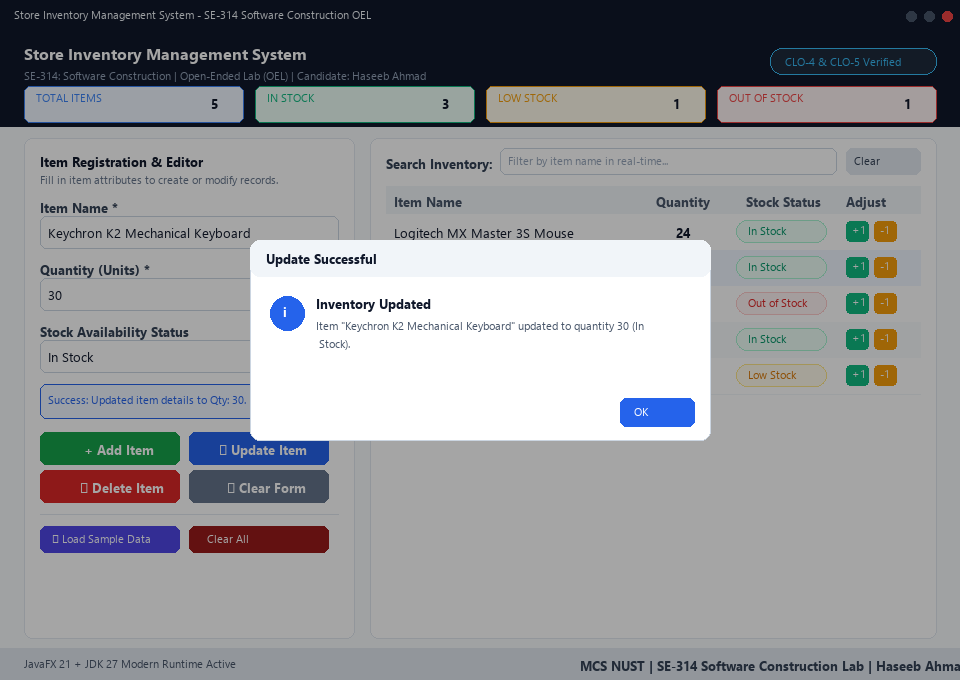 Store Inventory Management System - SE-314 Software Construction OEL
Store Inventory Management System
SE-314: Software Construction | Open-Ended Lab (OEL) | Candidate: Haseeb Ahmad
CLO-4 & CLO-5 Verified
TOTAL ITEMS 5
IN STOCK 3
LOW STOCK 1
OUT OF STOCK 1
Item Registration & Editor
Fill in item attributes to create or modify records.
Item Name *
Keychron K2 Mechanical Keyboard
Quantity (Units) *
30
Stock Availability Status
In Stock
Success: Updated item details to Qty: 30.
+ Add Item
Update Item
Delete Item
Clear Form
Load Sample Data
Clear All
Search Inventory: Filter by item name in real-time... Clear
Item Name Quantity Stock Status Adjust
Logitech MX Master 3S Mouse 24 In Stock +1 -1
In Stock +1 -1
Out of Stock +1 -1
In Stock +1 -1
Low Stock +1 -1
Update Successful
i
Inventory Updated
Item "Keychron K2 Mechanical Keyboard" updated to quantity 30 (In
Stock).
OK
JavaFX 21 + JDK 27 Modern Runtime Active
MCS NUST | SE-314 Software Construction Lab | Haseeb Ahma